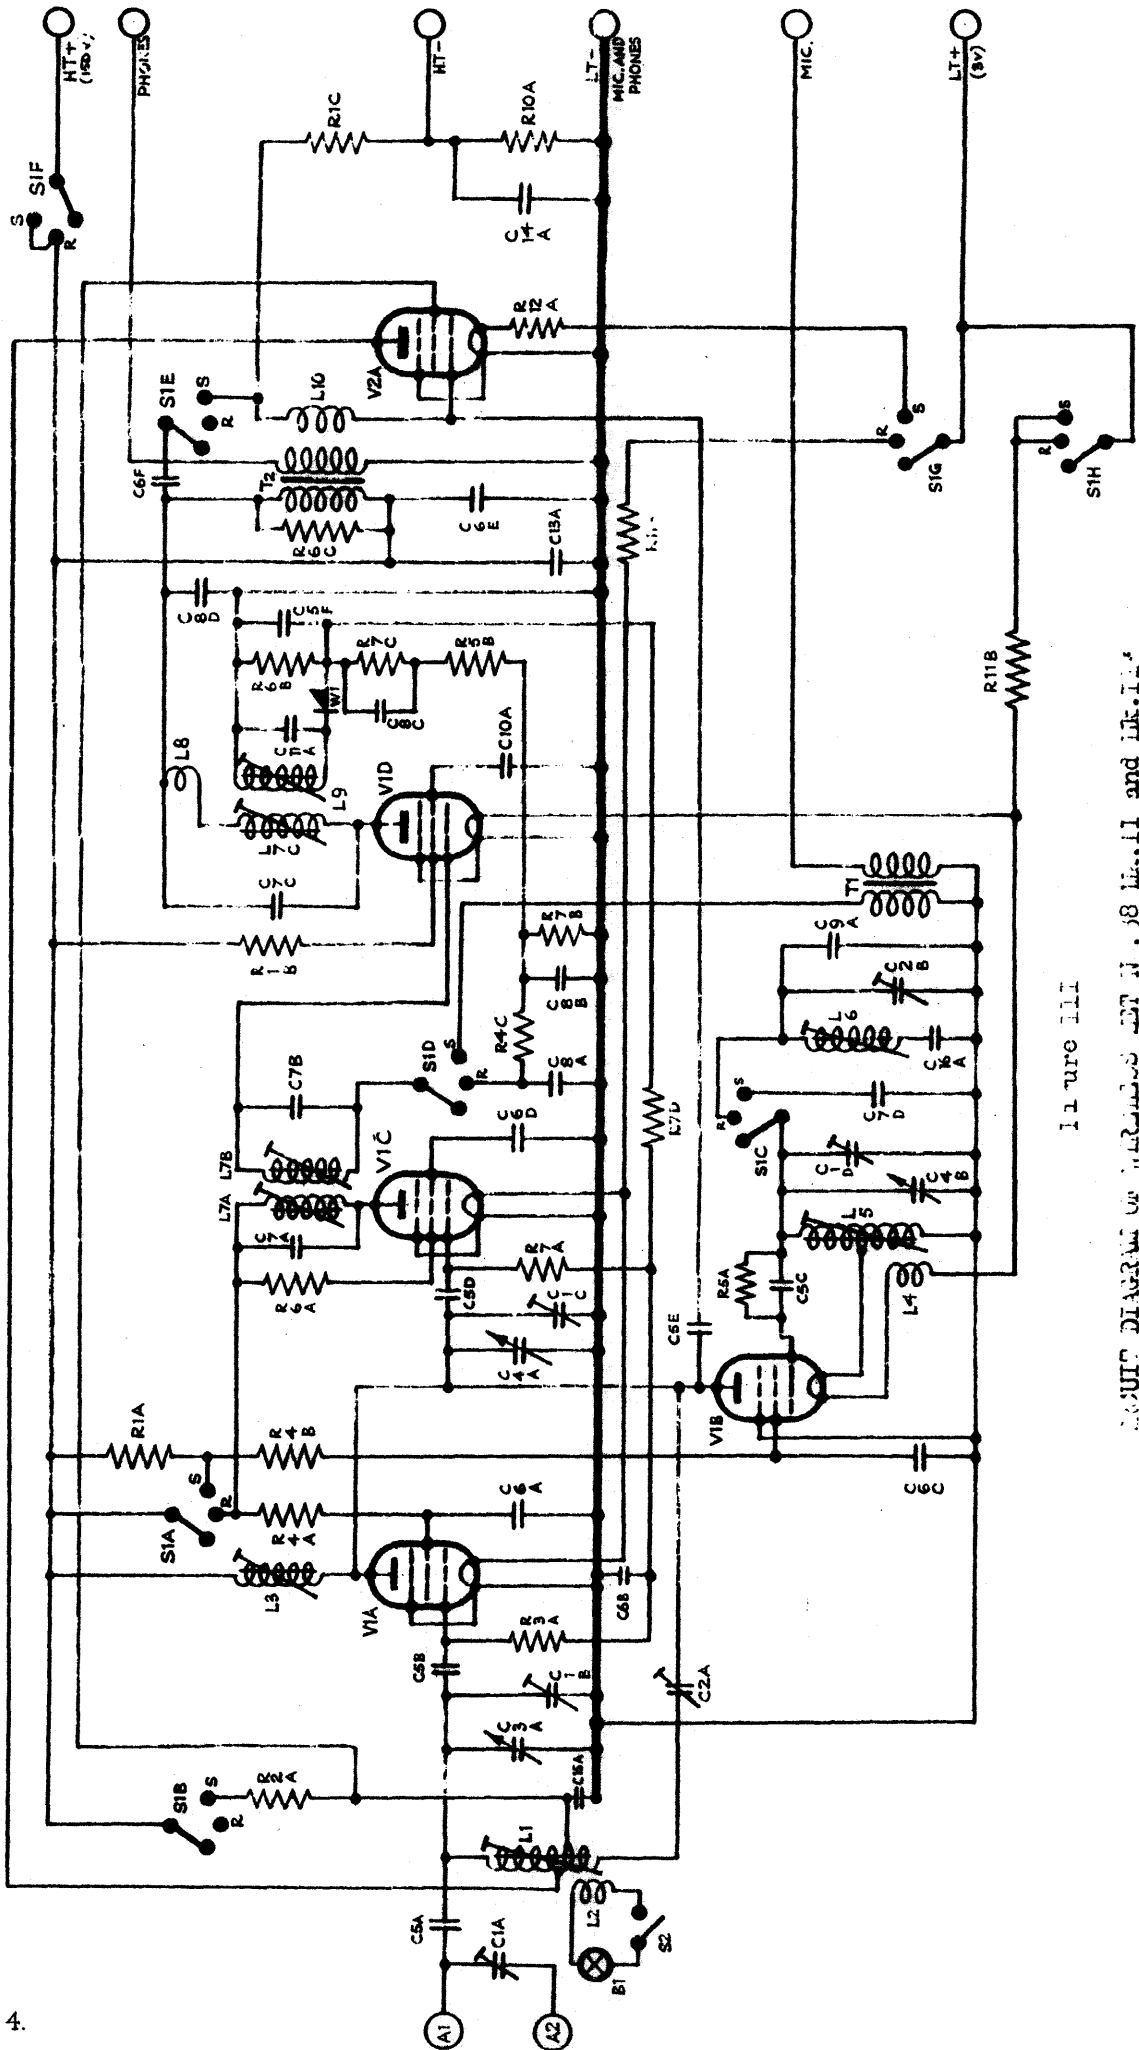 4.
HT+
(150V)
PHONES
HT-
LT-
MIC. AND
PHONES
MIC.
LT+
(3V)
S1F
S
R
R1C
R10A
C14A
R12A
V2A
S1E
S
R
L10
C6F
T2
R6C
C6E
C13A
C8D
C5F
R6B
R7C
R5B
W1
C8C
C11A
L8
L9
L7C
V1D
C10A
C7C
R1B
S1G
R
S
S1H
R
S
R11B
R7B
C8B
R4C
C8A
S1D
S
R
C7B
L7B
L7A
V1C
C6D
C7A
R6A
R7A
C5D
C1C
C4A
R7D
C5E
T1
C9A
C2B
L6
C16A
S1C
R
S
C7D
C1D
C4B
L5
R5A
C5C
L4
V1B
C6C
R1A
R4B
S1A
S
R
R4A
C6A
L3
V1A
C6B
R3A
C5B
C1B
C3A
C2A
S1B
S
R
R2A
C15A
L1
L2
S2
B1
C5A
C1A
A1
A2
III
DIAGRAM OF
and